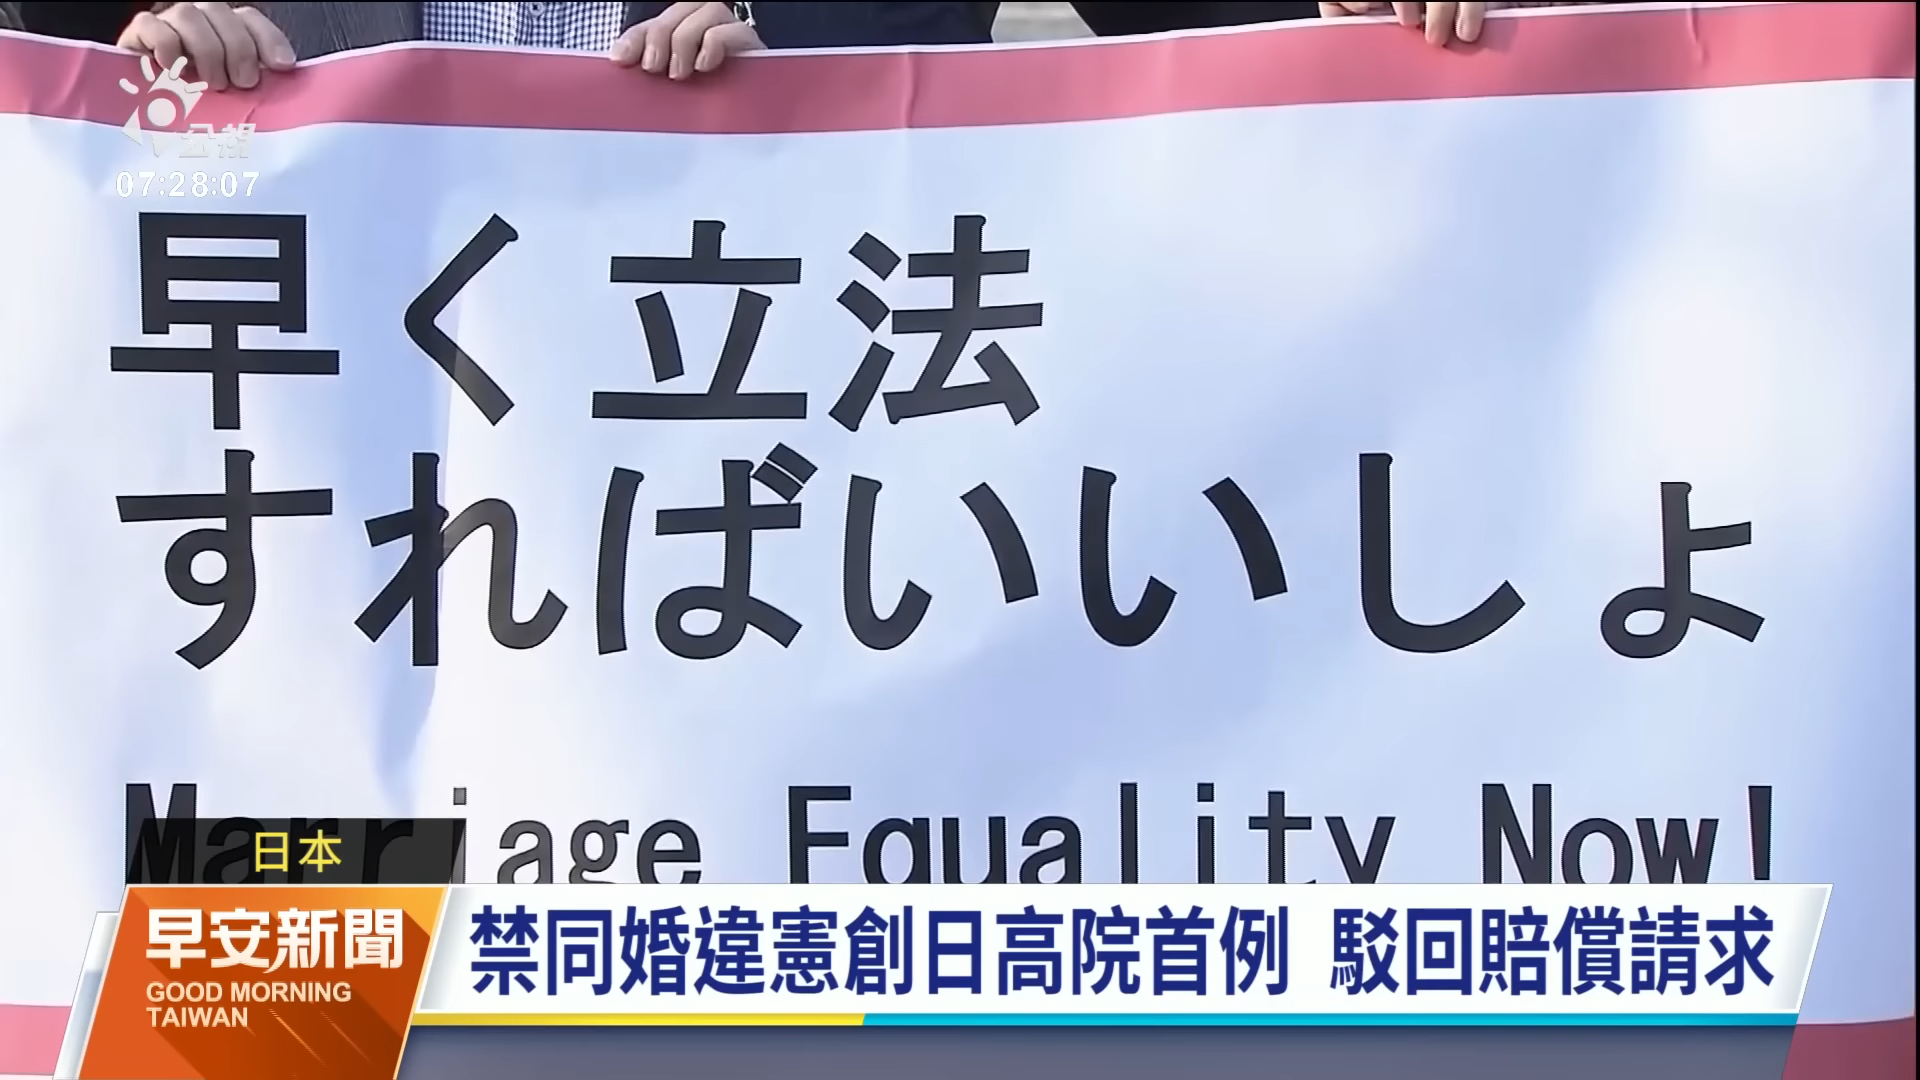 公視
07:28:07
早く立法
すればいいしょ
Marriage Equality Now!
日本
早安新聞
GOOD MORNING
TAIWAN
禁同婚違憲創日高院首例 駁回賠償請求